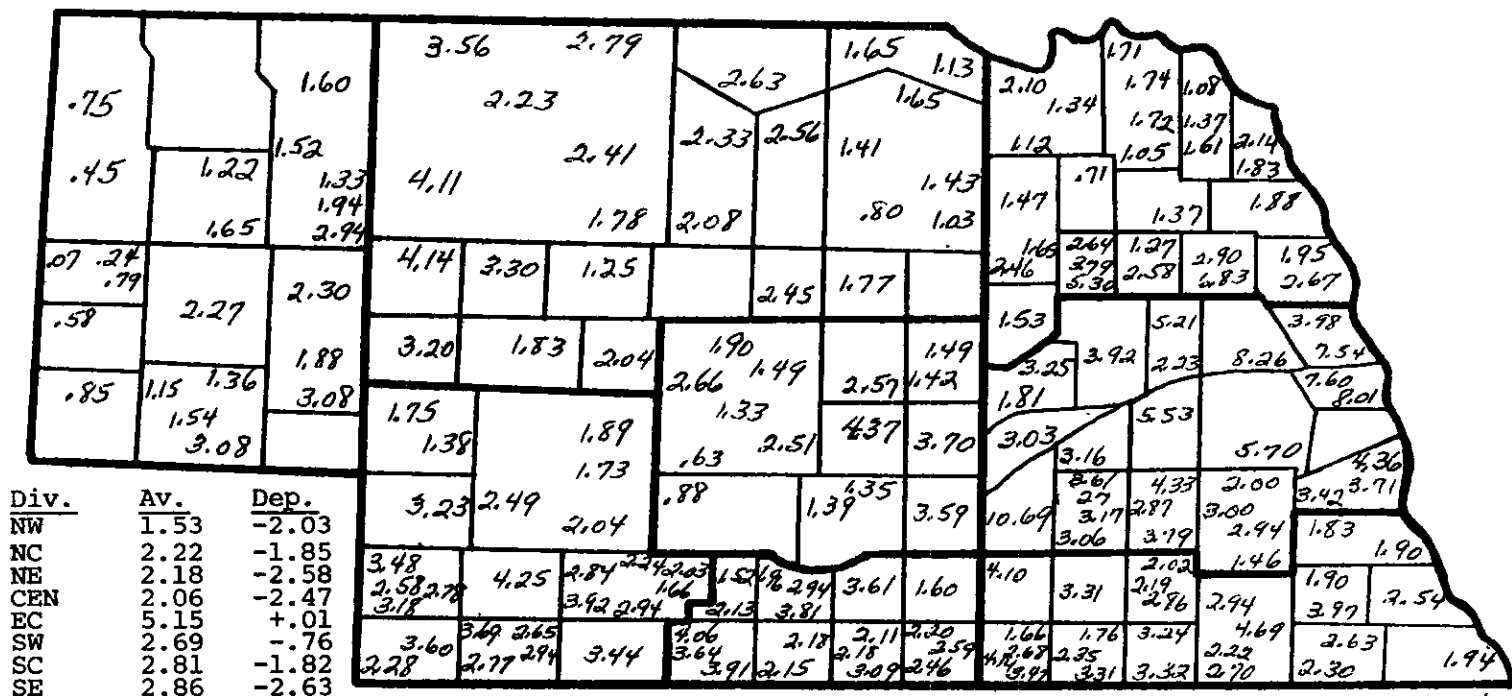 3.56 2.79 1.65 1.13 1.71
.75 1.60 2.63 2.10 1.74 1.08
2.23 1.65 1.34
1.72 1.37
1.52 2.33 2.56 1.41 1.12 1.05 1.61 2.14
.45 1.22 1.33 4.11 2.41 1.43 .71 1.83
1.94 1.47
1.65 2.94 1.78 2.08 .80 1.03 1.37 1.88
.07 .24 4.14 3.30 1.25 1.65 2.64 1.27 2.90 1.95
.79 2.30 2.45 1.77 2.46 3.79 2.58 2.67
5.30
.58 2.27 1.53 5.21 3.98
1.88 3.20 1.83 2.04 1.90 1.49 3.92 2.23 8.26 7.54
.85 1.15 1.36 3.08 2.66 1.49 2.57 1.42 3.25 7.60
1.54 1.75 1.33 1.81 5.53 8.01
3.08 1.38 1.89 2.51 4.37 3.70 3.03 3.16 5.70
1.73 .63 4.36
3.23 2.49 .88 1.39 1.35 3.59 10.69 4.33 2.00 3.42 3.71
2.04 3.17 2.87 3.00 1.83
3.06 3.79 2.94 1.90
1.46
3.48 4.25 2.84 2.03 1.52 2.94 3.61 1.60 4.10 3.31 2.02 1.90
2.58 2.78 1.66 2.19 2.94 3.97 2.54
3.18 3.92 2.94 2.13 3.81 2.86
3.60 3.69 2.65 3.44 4.06 2.18 2.11 2.20 1.66 1.76 3.24 4.69 2.63
2.28 2.77 2.94 3.64 2.18 2.59 2.68 2.35 2.22 2.30 1.94
3.91 2.15 3.09 2.46 3.97 3.31 3.32 2.70
Div. Av. Dep.
NW 1.53 -2.03
NC 2.22 -1.85
NE 2.18 -2.58
CEN 2.06 -2.47
EC 5.15 +.01
SW 2.69 -.76
SC 2.81 -1.82
SE 2.86 -2.63